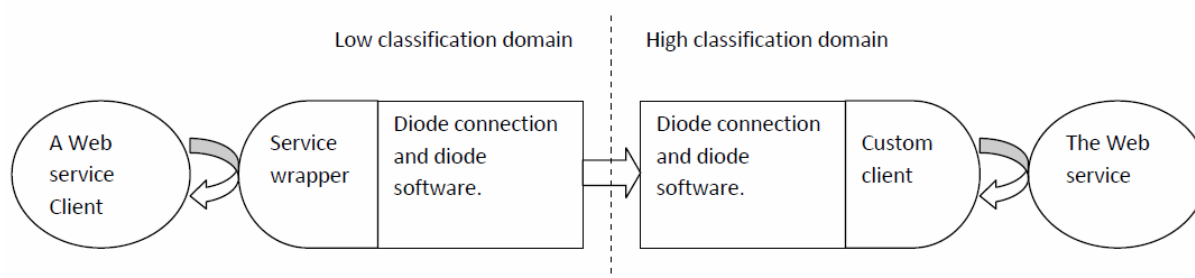 Low classification domain
High classification domain
A Web
service
Client
Service
wrapper
Diode connection
and diode
software.
Diode connection
and diode
software.
Custom
client
The Web
service